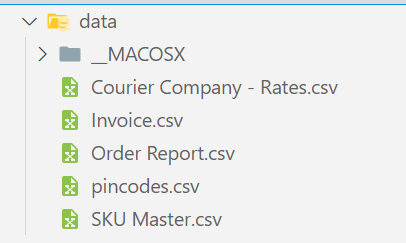 data
__MACOSX
Courier Company - Rates.csv
Invoice.csv
Order Report.csv
pincodes.csv
SKU Master.csv